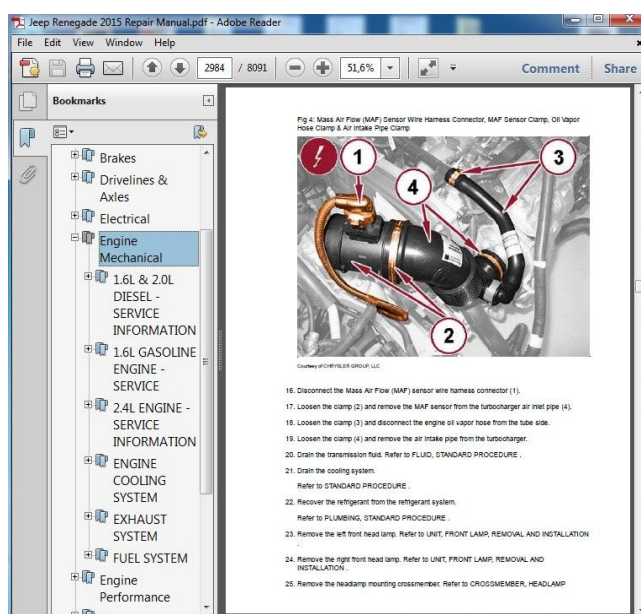 Jeep Renegade 2015 Repair Manual.pdf - Adobe Reader
File Edit View Window Help
2984 / 8091
51,6%
Comment
Share
Bookmarks
Brakes
Drivelines &
Axles
Electrical
Engine
Mechanical
1.6L & 2.0L
DIESEL -
SERVICE
INFORMATION
1.6L GASOLINE
ENGINE -
SERVICE
2.4L ENGINE -
SERVICE
INFORMATION
ENGINE
COOLING
SYSTEM
EXHAUST
SYSTEM
FUEL SYSTEM
Engine
Performance
Fig 4: Mass Air Flow (MAF) Sensor Wire Harness Connector, MAF Sensor Clamp, Oil Vapor
Hose Clamp & Air Intake Pipe Clamp
1
3
4
2
Courtesy of CHRYSLER GROUP, LLC
16. Disconnect the Mass Air Flow (MAF) sensor wire harness connector (1).
17. Loosen the clamp (2) and remove the MAF sensor from the turbocharger air inlet pipe (4).
18. Loosen the clamp (3) and disconnect the engine oil vapor hose from the tube side.
19. Loosen the clamp (4) and remove the air intake pipe from the turbocharger.
20. Drain the transmission fluid. Refer to FLUID, STANDARD PROCEDURE .
21. Drain the cooling system.
Refer to STANDARD PROCEDURE .
22. Recover the refrigerant from the refrigerant system.
Refer to PLUMBING, STANDARD PROCEDURE .
23. Remove the left front head lamp. Refer to UNIT, FRONT LAMP, REMOVAL AND INSTALLATION
.
24. Remove the right front head lamp. Refer to UNIT, FRONT LAMP, REMOVAL AND
INSTALLATION .
25. Remove the headlamp mounting crossmember. Refer to CROSSMEMBER, HEADLAMP